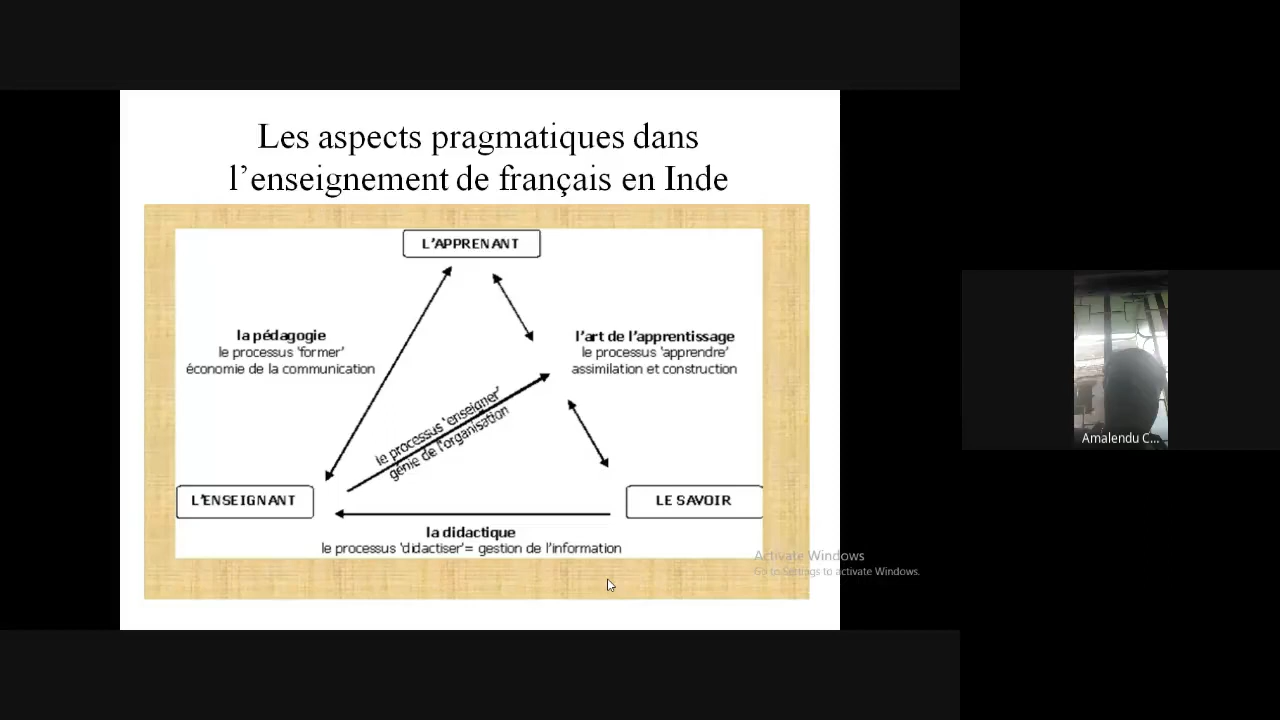 Les aspects pragmatiques dans
l’enseignement de français en Inde
L'APPRENANT
la pédagogie
le processus 'former'
économie de la communication
l'art de l'apprentissage
le processus 'apprendre'
assimilation et construction
le processus 'enseigner'
génie de l'organisation
L'ENSEIGNANT
LE SAVOIR
la didactique
le processus 'didactiser'= gestion de l'information
Activate Windows
Go to Settings to activate Windows.
Amalendu C...